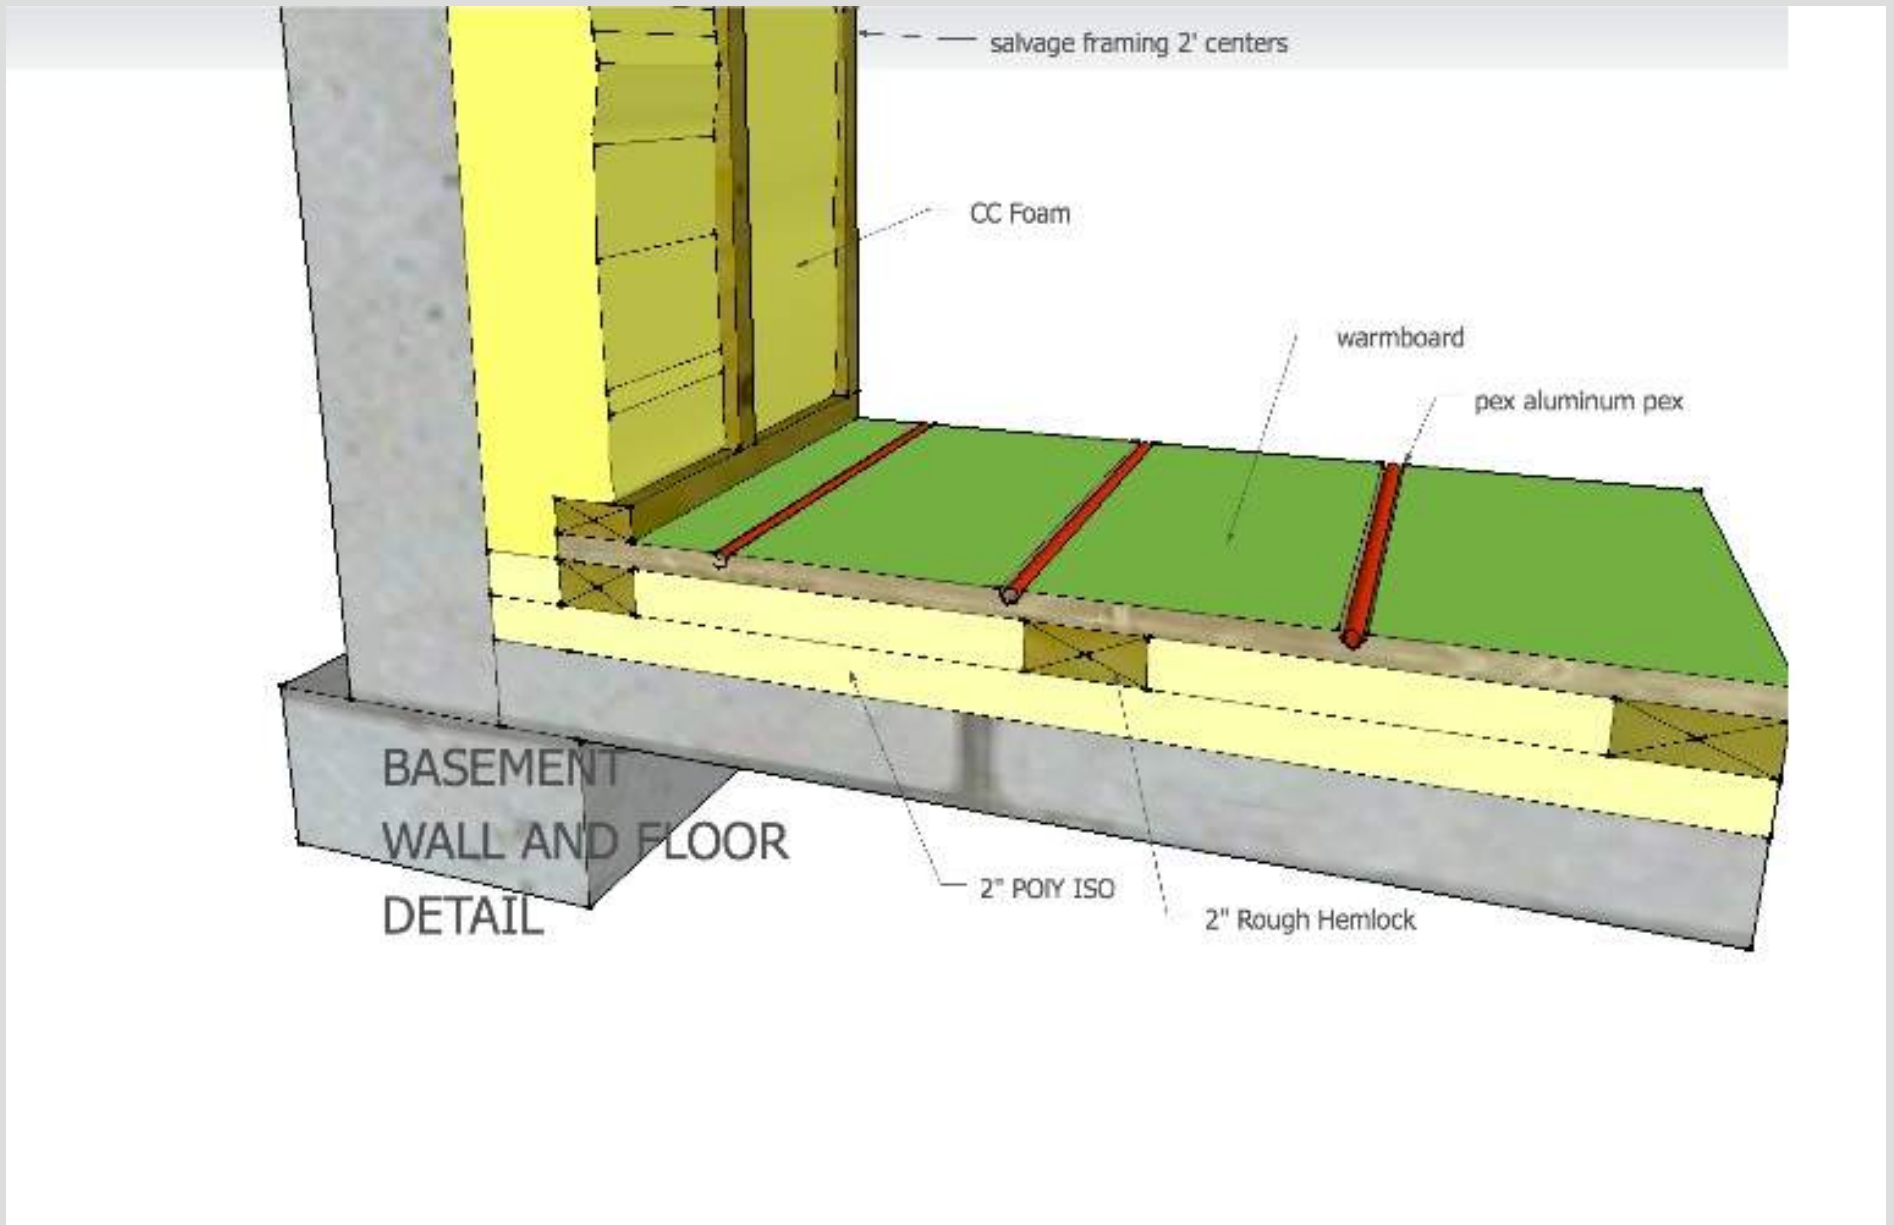 salvage framing 2' centers
CC Foam
warmboard
pex aluminum pex
BASEMENT
WALL AND FLOOR
DETAIL
2" POIY ISO
2" Rough Hemlock